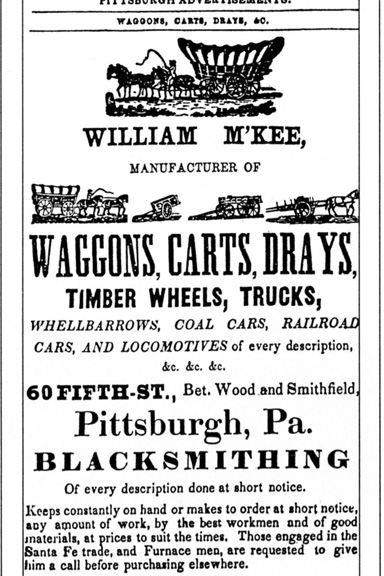 PITTSBURGH ADVERTISEMENTS.
WAGGONS, CARTS, DRAYS, &C.
WILLIAM M'KEE,
MANUFACTURER OF
WAGGONS, CARTS, DRAYS,
TIMBER WHEELS, TRUCKS,
WHELLBARROWS, COAL CARS, RAILROAD
CARS, AND LOCOMOTIVES of every description,
&c. &c. &c.
60 FIFTH-ST., Bet. Wood and Smithfield,
Pittsburgh, Pa.
BLACKSMITHING
Of every description done at short notice.
Keeps constantly on hand or makes to order at short notice,
any amount of work, by the best workmen and of good
materials, at prices to suit the times. Those engaged in the
Santa Fe trade, and Furnace men, are requested to give
him a call before purchasing elsewhere.